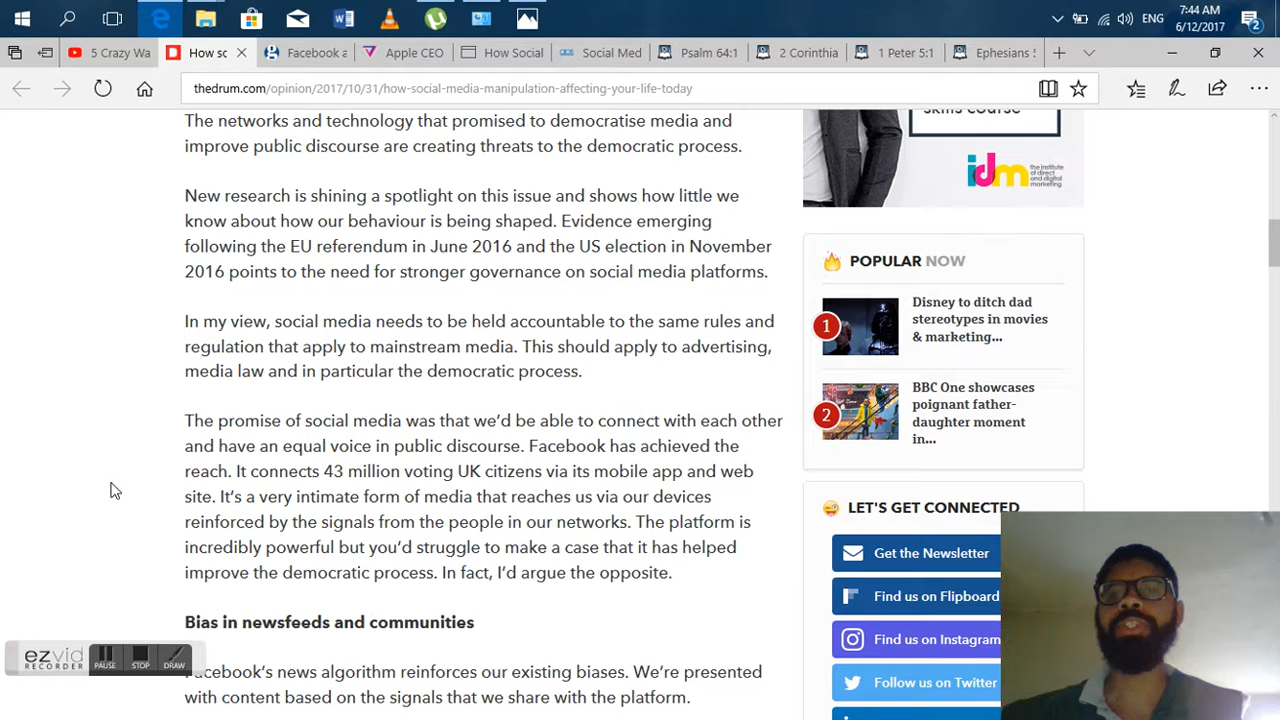 7:44 AM
ENG
6/12/2017
2
5 Crazy Wa
How sc
Facebook a
Apple CEO
How Social
Social Med
Psalm 64:1
2 Corinthia
1 Peter 5:1
Ephesians
thedrum.com/opinion/2017/10/31/how-social-media-manipulation-affecting-your-life-today
The networks and technology that promised to democratise media and
improve public discourse are creating threats to the democratic process.
New research is shining a spotlight on this issue and shows how little we
know about how our behaviour is being shaped. Evidence emerging
following the EU referendum in June 2016 and the US election in November
2016 points to the need for stronger governance on social media platforms.
In my view, social media needs to be held accountable to the same rules and
regulation that apply to mainstream media. This should apply to advertising,
media law and in particular the democratic process.
The promise of social media was that we'd be able to connect with each other
and have an equal voice in public discourse. Facebook has achieved the
reach. It connects 43 million voting UK citizens via its mobile app and web
site. It's a very intimate form of media that reaches us via our devices
reinforced by the signals from the people in our networks. The platform is
incredibly powerful but you'd struggle to make a case that it has helped
improve the democratic process. In fact, I'd argue the opposite.
Bias in newsfeeds and communities
Facebook's news algorithm reinforces our existing biases. We're presented
with content based on the signals that we share with the platform.
skills course
idm
the institute
of direct
and digital
marketing
POPULAR NOW
1
Disney to ditch dad
stereotypes in movies
& marketing...
2
BBC One showcases
poignant father-
daughter moment
in...
LET'S GET CONNECTED
Get the Newsletter
Find us on Flipboard
Find us on Instagram
Follow us on Twitter
ezvid
RECORDER
PAUSE
STOP
DRAW